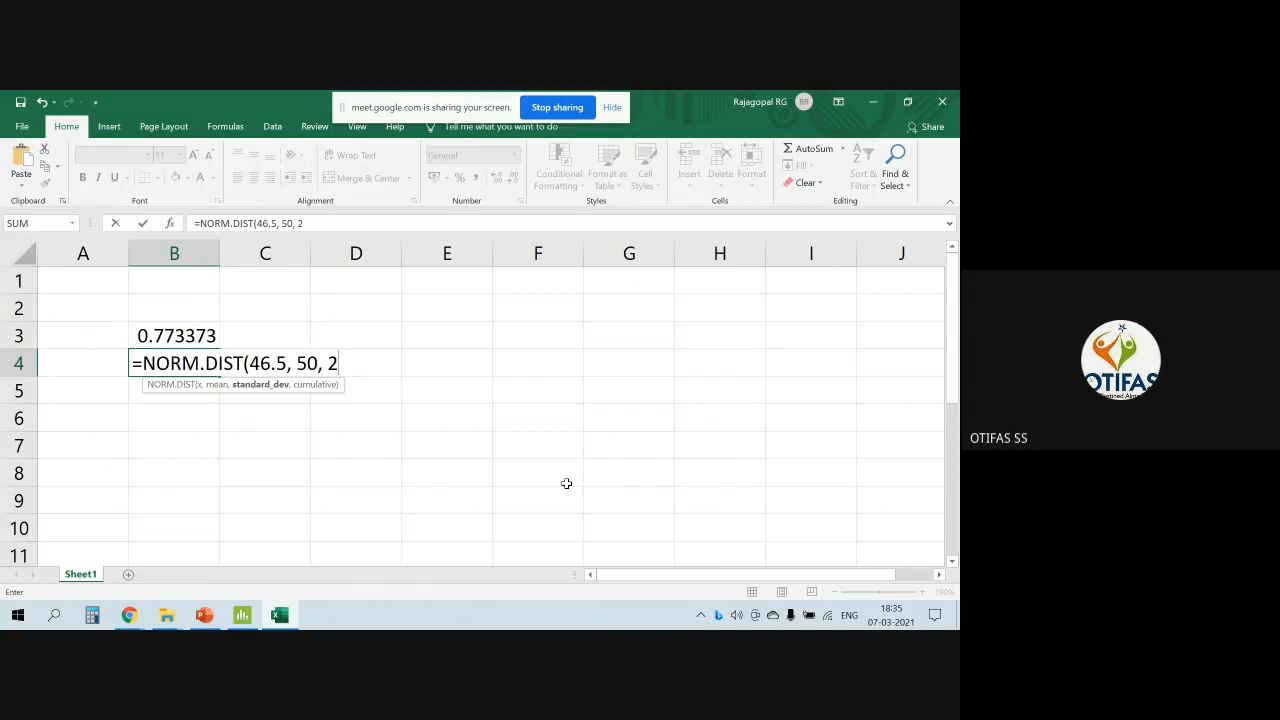 meet.google.com is sharing your screen. Stop sharing Hide
Rajagopal RG RR
File Home Insert Page Layout Formulas Data Review View Help Tell me what you want to do Share
Paste
11
Wrap Text
Merge & Center
General
Conditional Formatting
Format as Table
Cell Styles
Insert Delete Format
AutoSum
Fill
Clear
Sort & Filter
Find & Select
Clipboard Font Alignment Number Styles Cells Editing
SUM fx =NORM.DIST(46.5, 50, 2
A B C D E F G H I J
1
2
3 0.773373
4 =NORM.DIST(46.5, 50, 2
NORM.DIST(x, mean, standard_dev, cumulative)
5
6
7
8
9
10
11
Sheet1
Enter 190%
ENG 18:35
07-03-2021
OTIFAS
OTIFAS SS